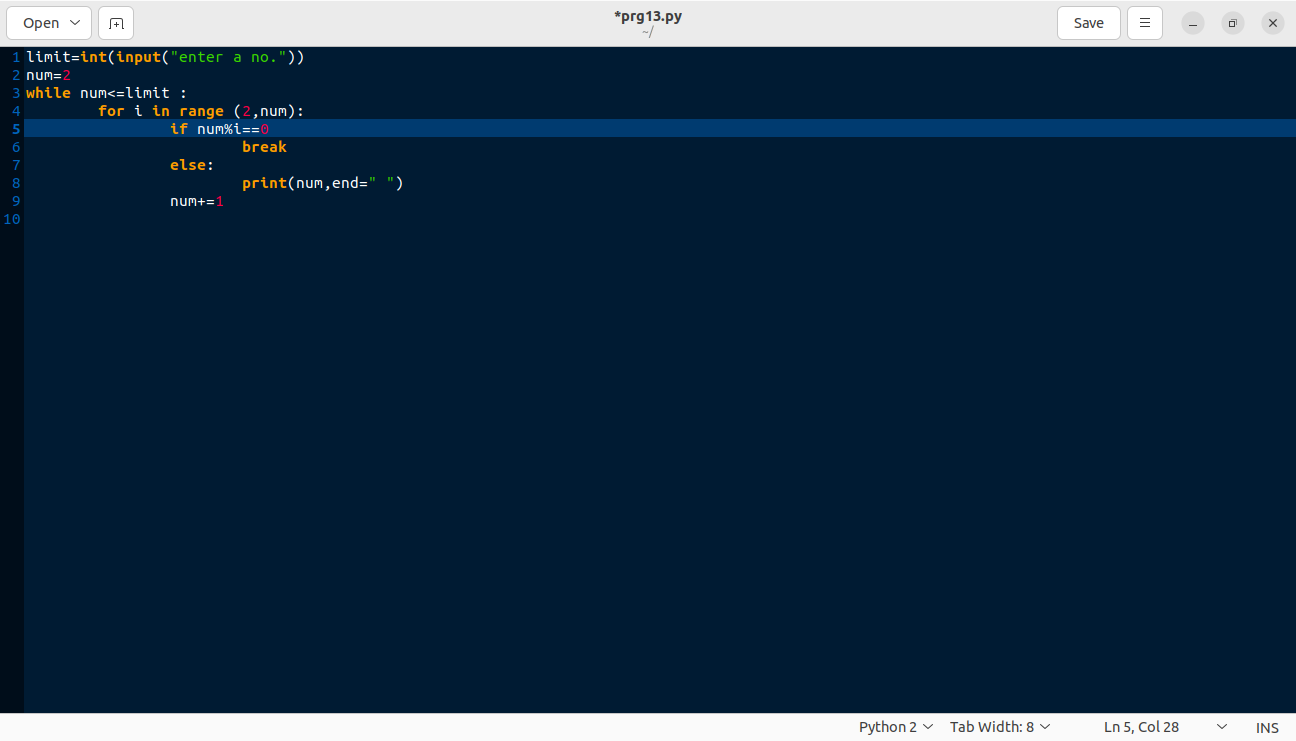 Open
*prg13.py
~/
Save
1 limit=int(input("enter a no."))
2 num=2
3 while num<=limit :
4         for i in range (2,num):
5                 if num%i==0
6                         break
7                 else:
8                         print(num,end=" ")
9                 num+=1
10
Python 2 Tab Width: 8 Ln 5, Col 28 INS